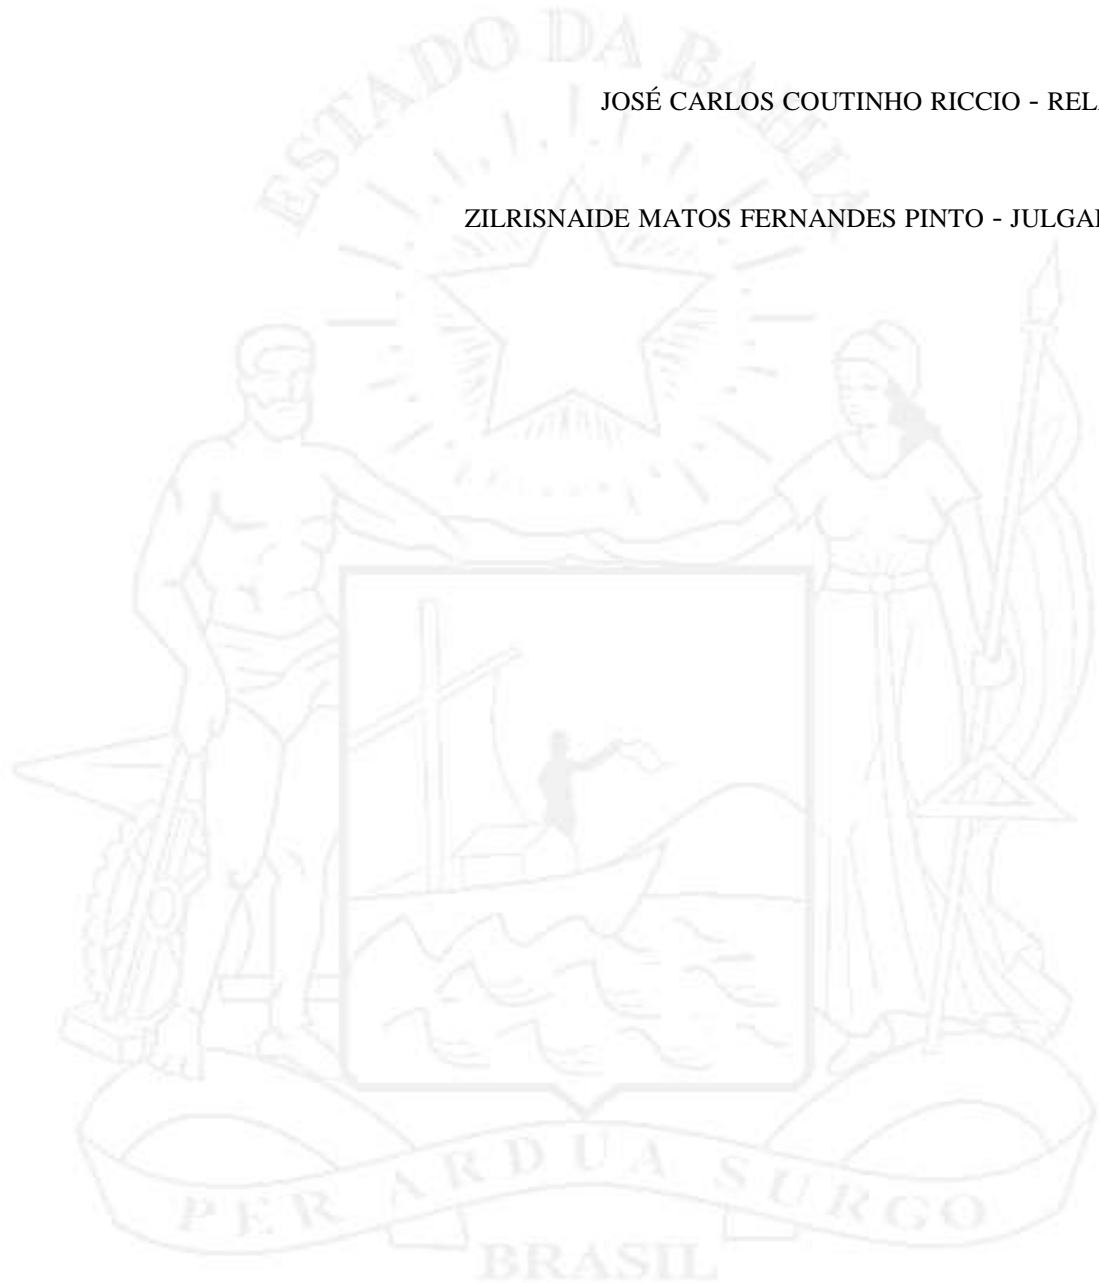 ESTADO DA BAHIA
JOSÉ CARLOS COUTINHO RICCIO - REL
ZILRISNAIDE MATOS FERNANDES PINTO - JULGA
PER ARDUA SURGO
BRASIL